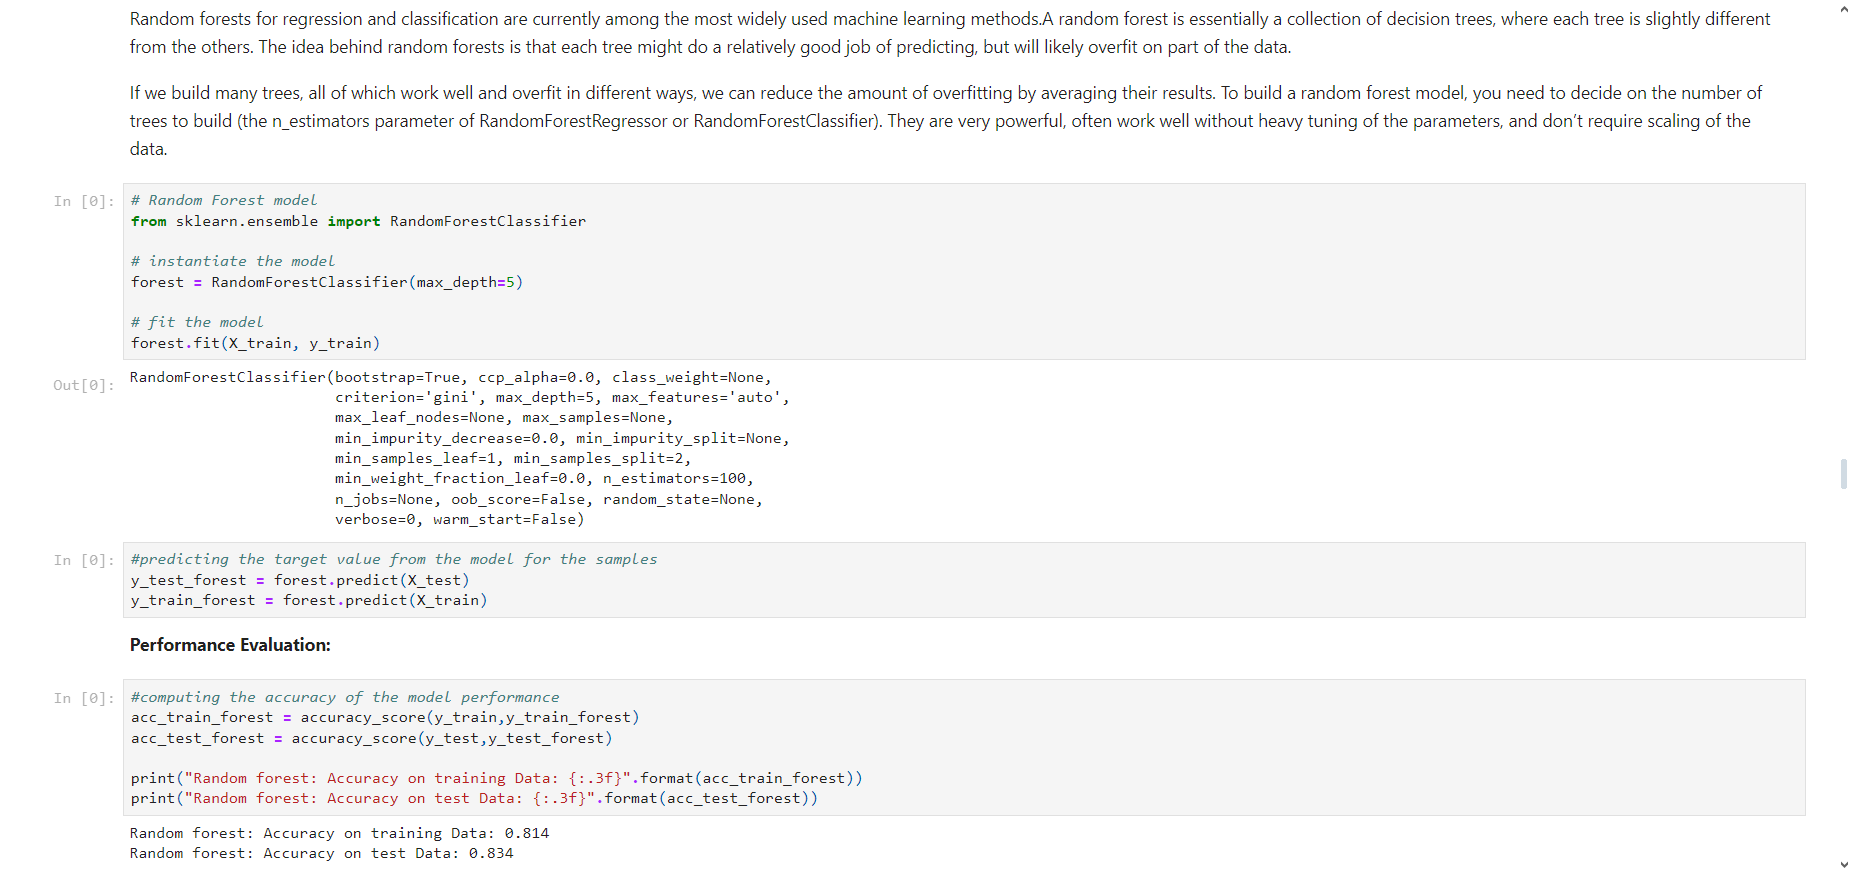 Random forests for regression and classification are currently among the most widely used machine learning methods.A random forest is essentially a collection of decision trees, where each tree is slightly different
from the others. The idea behind random forests is that each tree might do a relatively good job of predicting, but will likely overfit on part of the data.
If we build many trees, all of which work well and overfit in different ways, we can reduce the amount of overfitting by averaging their results. To build a random forest model, you need to decide on the number of
trees to build (the n_estimators parameter of RandomForestRegressor or RandomForestClassifier). They are very powerful, often work well without heavy tuning of the parameters, and don’t require scaling of the
data.
In [0]: # Random Forest model
from sklearn.ensemble import RandomForestClassifier
# instantiate the model
forest = RandomForestClassifier(max_depth=5)
# fit the model
forest.fit(X_train, y_train)
Out[0]: RandomForestClassifier(bootstrap=True, ccp_alpha=0.0, class_weight=None,
criterion='gini', max_depth=5, max_features='auto',
max_leaf_nodes=None, max_samples=None,
min_impurity_decrease=0.0, min_impurity_split=None,
min_samples_leaf=1, min_samples_split=2,
min_weight_fraction_leaf=0.0, n_estimators=100,
n_jobs=None, oob_score=False, random_state=None,
verbose=0, warm_start=False)
In [0]: #predicting the target value from the model for the samples
y_test_forest = forest.predict(X_test)
y_train_forest = forest.predict(X_train)
Performance Evaluation:
In [0]: #computing the accuracy of the model performance
acc_train_forest = accuracy_score(y_train,y_train_forest)
acc_test_forest = accuracy_score(y_test,y_test_forest)
print("Random forest: Accuracy on training Data: {:.3f}".format(acc_train_forest))
print("Random forest: Accuracy on test Data: {:.3f}".format(acc_test_forest))
Random forest: Accuracy on training Data: 0.814
Random forest: Accuracy on test Data: 0.834